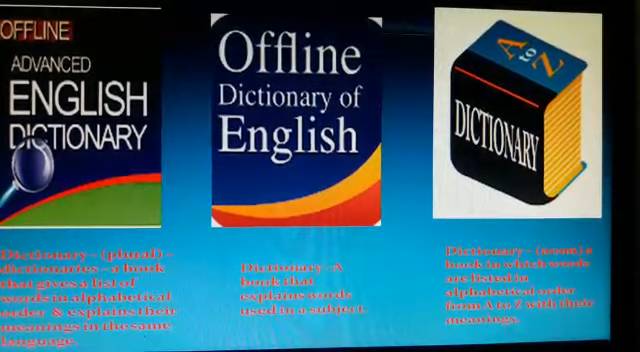 OFFLINE
ADVANCED
ENGLISH
DICTIONARY
Offline
Dictionary of
English
A to Z
DICTIONARY
Dictionary - (plural) -
dictionaries - a book
that gives a list of
words in alphabetical
order & explains their
meanings in the same
language.
Dictionary - A
book that
explains words
used in a subject.
Dictionary - (noun) a
book in which words
are listed in
alphabetical order
from A to Z with their
meanings.